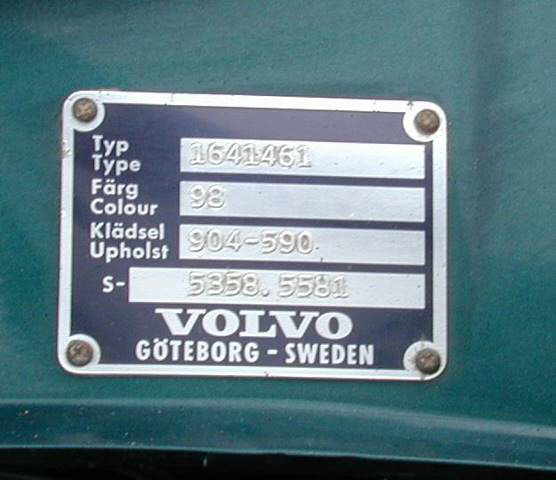 Typ
Type 1641461
Färg
Colour 98
Klädsel
Upholst 904-590
S- 5358.5581
VOLVO
GÖTEBORG - SWEDEN